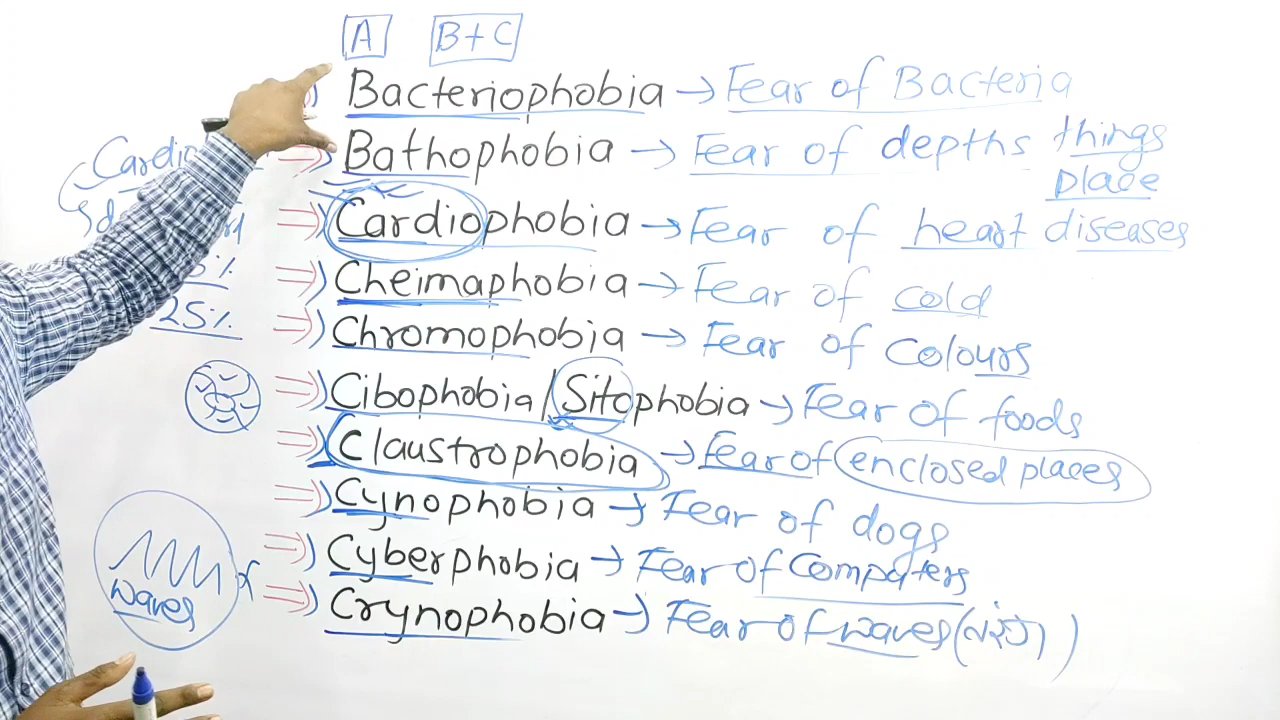 A B+C
Bacteriophobia → Fear of Bacteria
Bathophobia → Fear of depths things
place
Cardiophobia → Fear of heart diseases
Cheimaphobia → Fear of cold
25%
Chromophobia → Fear of Colours
Cibophobia/Sitophobia → Fear of foods
Claustrophobia → Fear of enclosed places
Cynophobia → Fear of dogs
Cyberphobia → Fear of Computers
waves
Crynophobia → Fear of waves